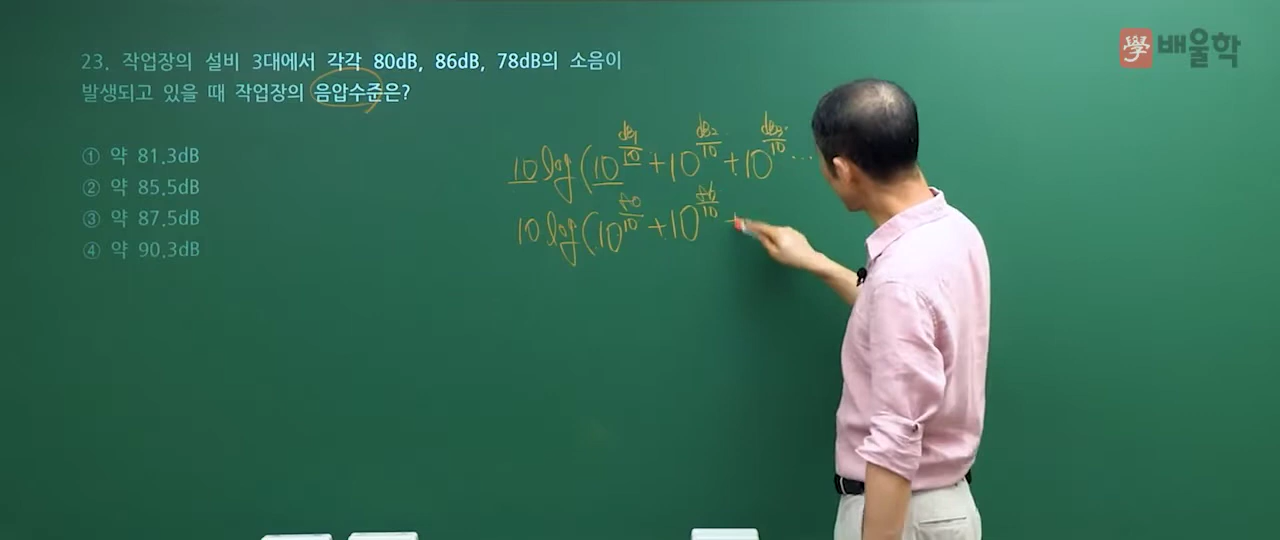 學 배울학
23. 작업장의 설비 3대에서 각각 80dB, 86dB, 78dB의 소음이
발생되고 있을 때 작업장의 음압수준은?
① 약 81.3dB
② 약 85.5dB
③ 약 87.5dB
④ 약 90.3dB
10 log(10^(dB1/10) + 10^(dB2/10) + 10^(dB3/10) ...
10 log(10^(80/10) + 10^(86/10) +